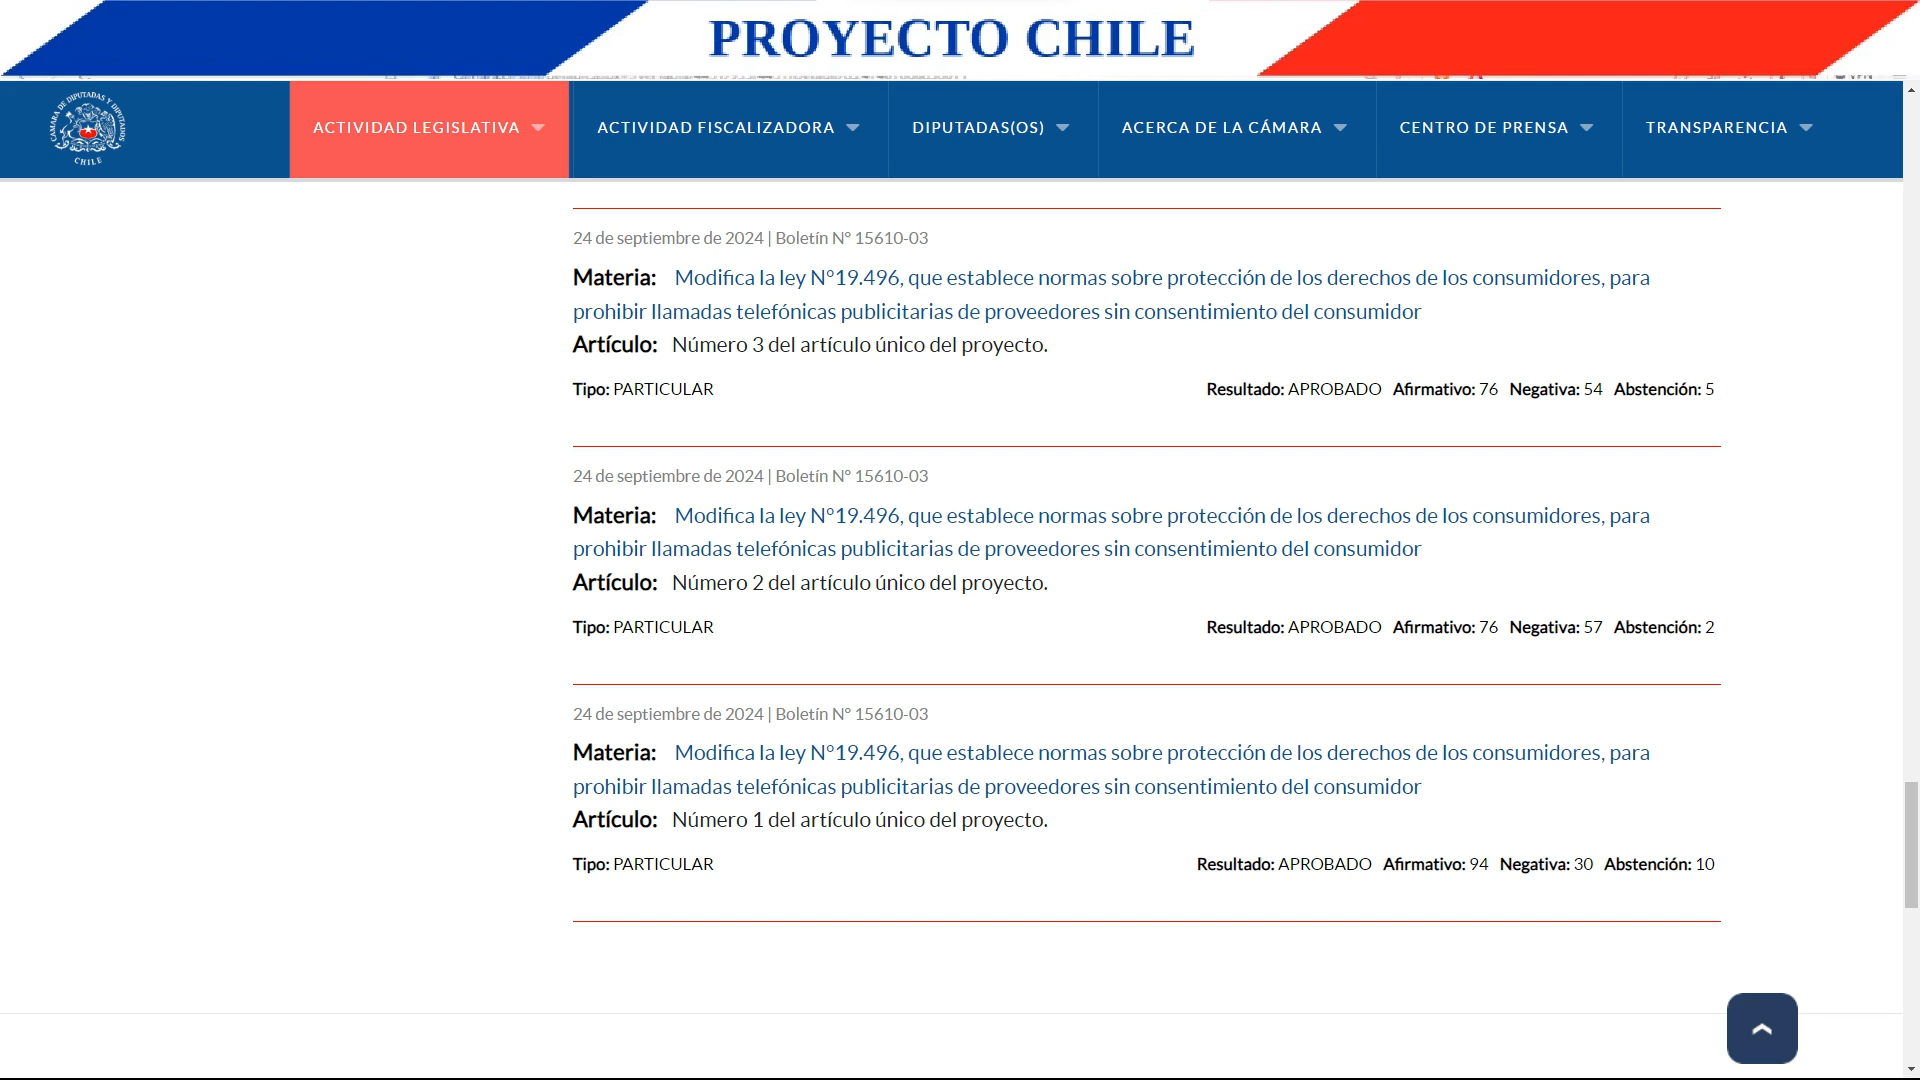 PROYECTO CHILE
CÁMARA DE DIPUTADAS Y DIPUTADOS
CHILE
ACTIVIDAD LEGISLATIVA
ACTIVIDAD FISCALIZADORA
DIPUTADAS(OS)
ACERCA DE LA CÁMARA
CENTRO DE PRENSA
TRANSPARENCIA
24 de septiembre de 2024 | Boletín N° 15610-03
Materia: Modifica la ley N°19.496, que establece normas sobre protección de los derechos de los consumidores, para
prohibir llamadas telefónicas publicitarias de proveedores sin consentimiento del consumidor
Artículo: Número 3 del artículo único del proyecto.
Tipo: PARTICULAR Resultado: APROBADO Afirmativo: 76 Negativa: 54 Abstención: 5
24 de septiembre de 2024 | Boletín N° 15610-03
Materia: Modifica la ley N°19.496, que establece normas sobre protección de los derechos de los consumidores, para
prohibir llamadas telefónicas publicitarias de proveedores sin consentimiento del consumidor
Artículo: Número 2 del artículo único del proyecto.
Tipo: PARTICULAR Resultado: APROBADO Afirmativo: 76 Negativa: 57 Abstención: 2
24 de septiembre de 2024 | Boletín N° 15610-03
Materia: Modifica la ley N°19.496, que establece normas sobre protección de los derechos de los consumidores, para
prohibir llamadas telefónicas publicitarias de proveedores sin consentimiento del consumidor
Artículo: Número 1 del artículo único del proyecto.
Tipo: PARTICULAR Resultado: APROBADO Afirmativo: 94 Negativa: 30 Abstención: 10